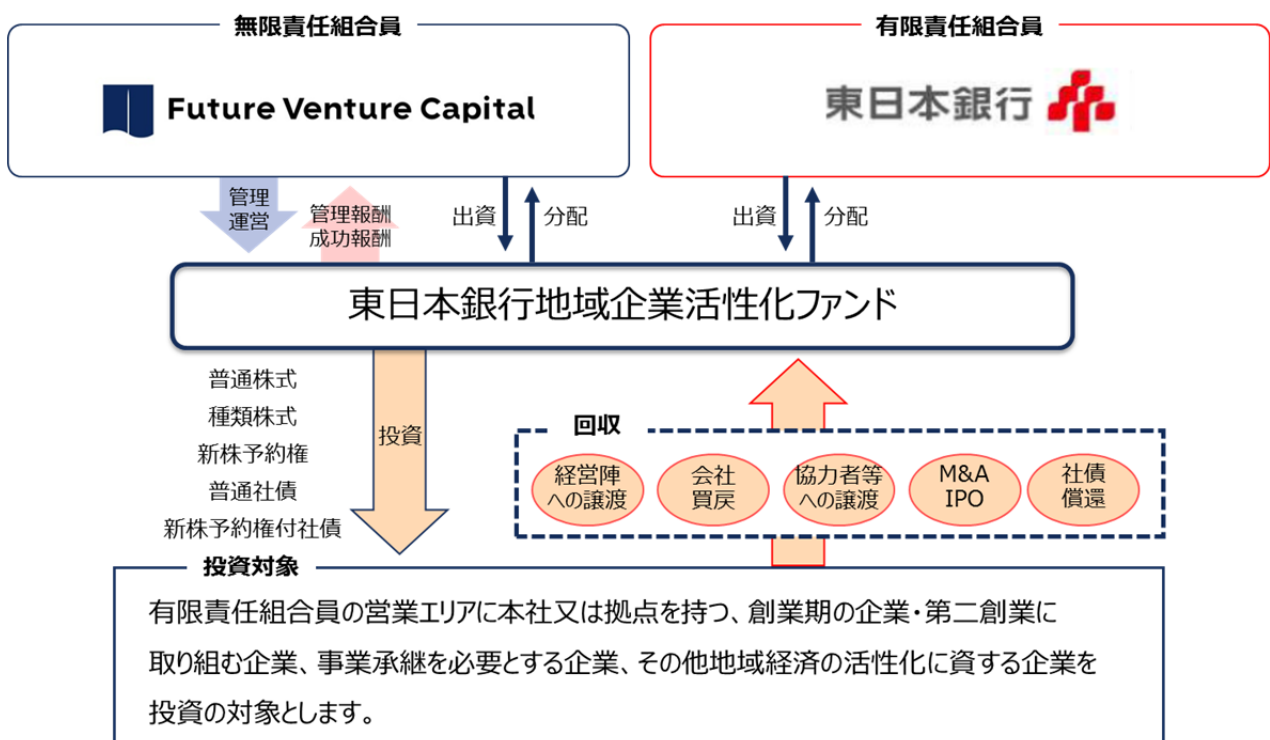 無限責任組合員
有限責任組合員
Future Venture Capital
東日本銀行
管理
運営
管理報酬
成功報酬
出資
分配
出資
分配
東日本銀行地域企業活性化ファンド
普通株式
種類株式
新株予約権
普通社債
新株予約権付社債
投資
回収
経営陣
への譲渡
会社
買戻
協力者等
への譲渡
M&A
IPO
社債
償還
投資対象
有限責任組合員の営業エリアに本社又は拠点を持つ、創業期の企業・第二創業に
取り組む企業、事業承継を必要とする企業、その他地域経済の活性化に資する企業を
投資の対象とします。